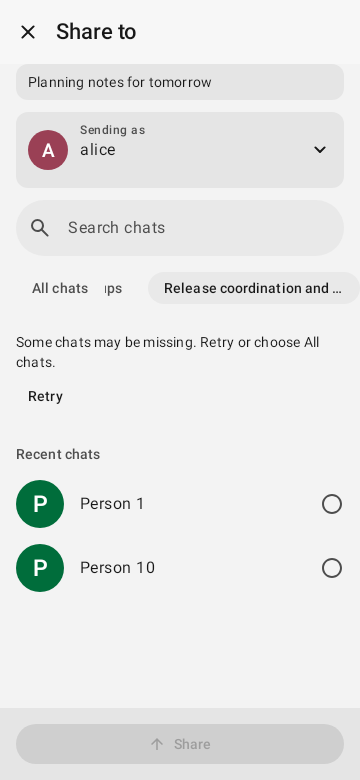 Share to
Planning notes for tomorrow
Sending as
A
alice
Search chats
All chats
ups
Release coordination and …
Some chats may be missing. Retry or choose All
chats.
Retry
Recent chats
P
Person 1
P
Person 10
Share